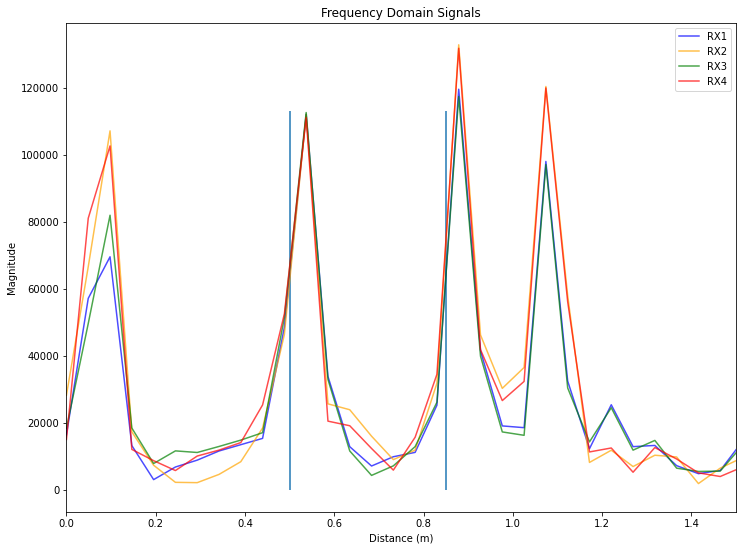 Frequency Domain Signals
RX1
RX2
RX3
RX4
120000
100000
80000
60000
40000
20000
0
Magnitude
0.0 0.2 0.4 0.6 0.8 1.0 1.2 1.4
Distance (m)